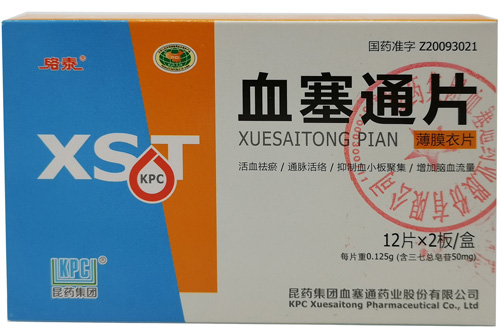 络泰®
国药准字 Z20093021
血塞通片
XUESAITONG PIAN
薄膜衣片
活血祛瘀 / 通脉活络 / 抑制血小板聚集 / 增加脑血流量
XST
KPC
12片×2板/盒
每片重0.125g (含三七总皂苷50mg)
KPC
昆药集团
昆药集团血塞通药业股份有限公司
KPC Xuesaitong Pharmaceutical Co., Ltd.